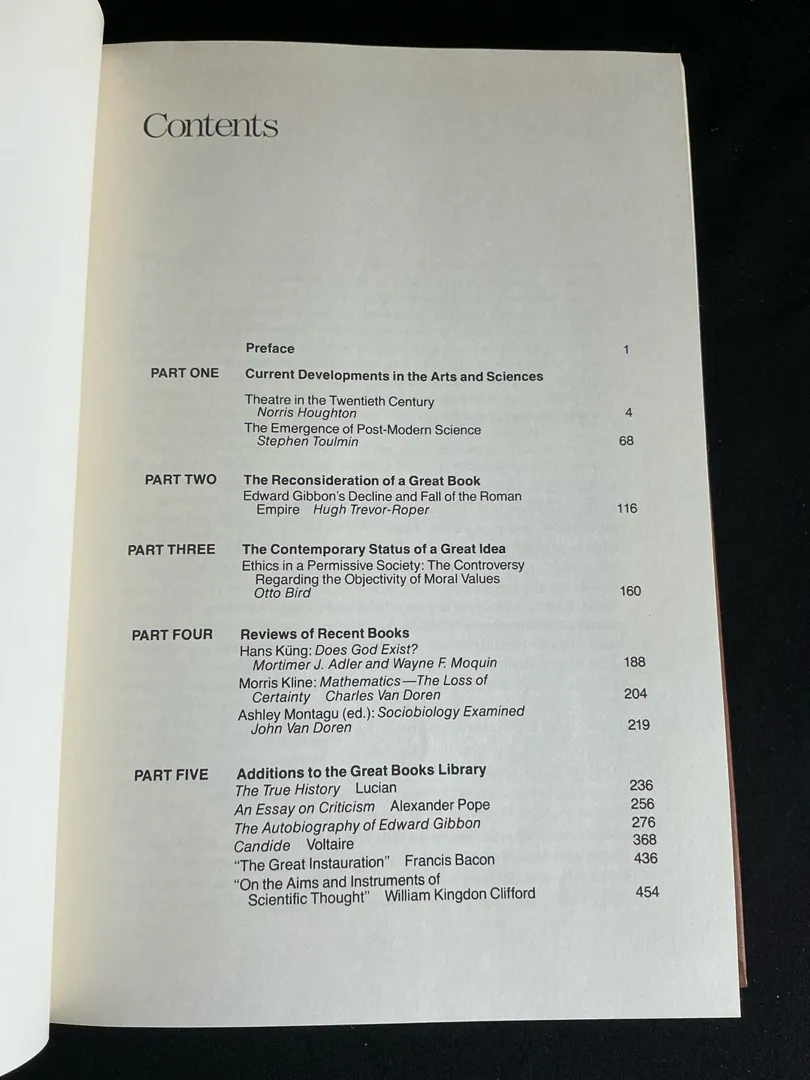 Contents
Preface 1
PART ONE Current Developments in the Arts and Sciences
Theatre in the Twentieth Century
Norris Houghton 4
The Emergence of Post-Modern Science
Stephen Toulmin 68
PART TWO The Reconsideration of a Great Book
Edward Gibbon's Decline and Fall of the Roman
Empire Hugh Trevor-Roper 116
PART THREE The Contemporary Status of a Great Idea
Ethics in a Permissive Society: The Controversy
Regarding the Objectivity of Moral Values
Otto Bird 160
PART FOUR Reviews of Recent Books
Hans Küng: Does God Exist?
Mortimer J. Adler and Wayne F. Moquin 188
Morris Kline: Mathematics—The Loss of
Certainty Charles Van Doren 204
Ashley Montagu (ed.): Sociobiology Examined
John Van Doren 219
PART FIVE Additions to the Great Books Library
The True History Lucian 236
An Essay on Criticism Alexander Pope 256
The Autobiography of Edward Gibbon 276
Candide Voltaire 368
“The Great Instauration” Francis Bacon 436
“On the Aims and Instruments of
Scientific Thought” William Kingdon Clifford 454